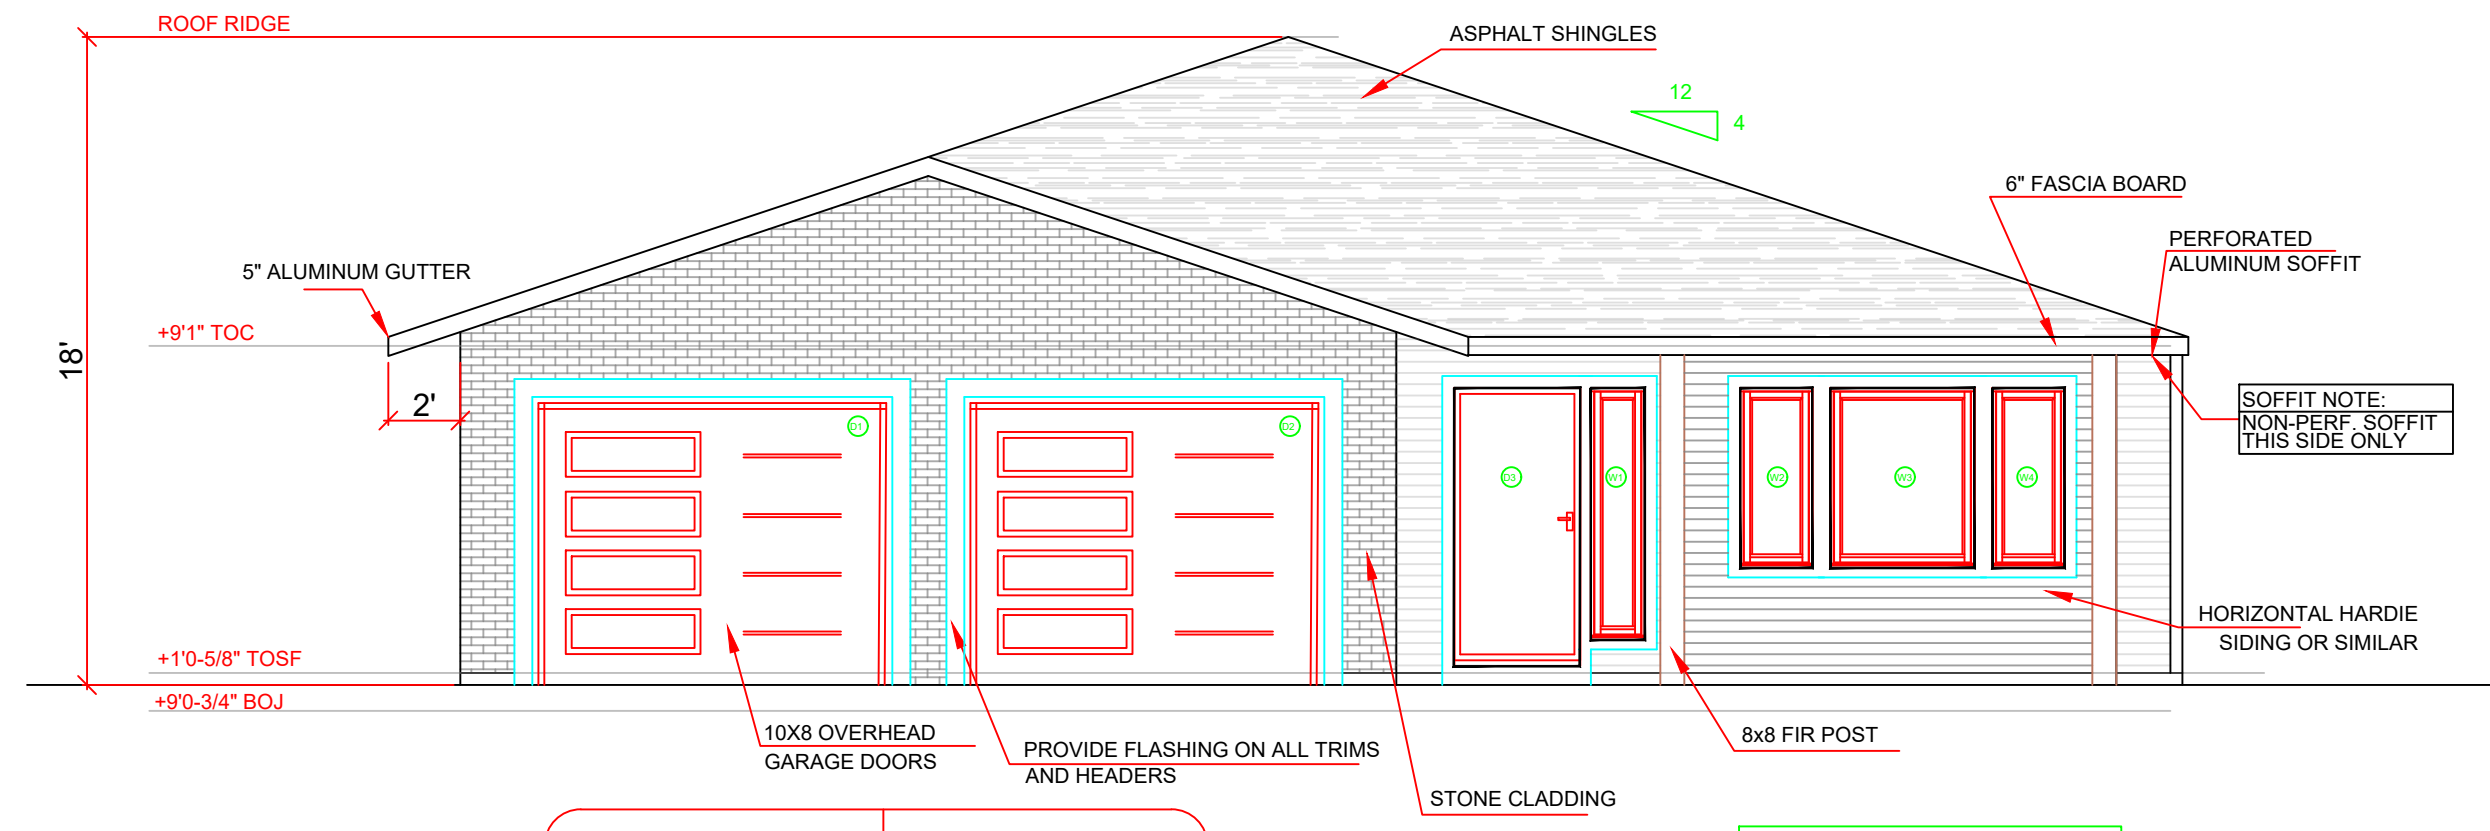 ROOF RIDGE
ASPHALT SHINGLES
12
4
6" FASCIA BOARD
PERFORATED
ALUMINUM SOFFIT
5" ALUMINUM GUTTER
+9'1" TOC
18'
2'
SOFFIT NOTE:
NON-PERF. SOFFIT
THIS SIDE ONLY
D1
D2
D3
W1
W2
W3
W4
HORIZONTAL HARDIE
SIDING OR SIMILAR
+1'0-5/8" TOSF
+9'0-3/4" BOJ
10X8 OVERHEAD
GARAGE DOORS
PROVIDE FLASHING ON ALL TRIMS
AND HEADERS
8x8 FIR POST
STONE CLADDING